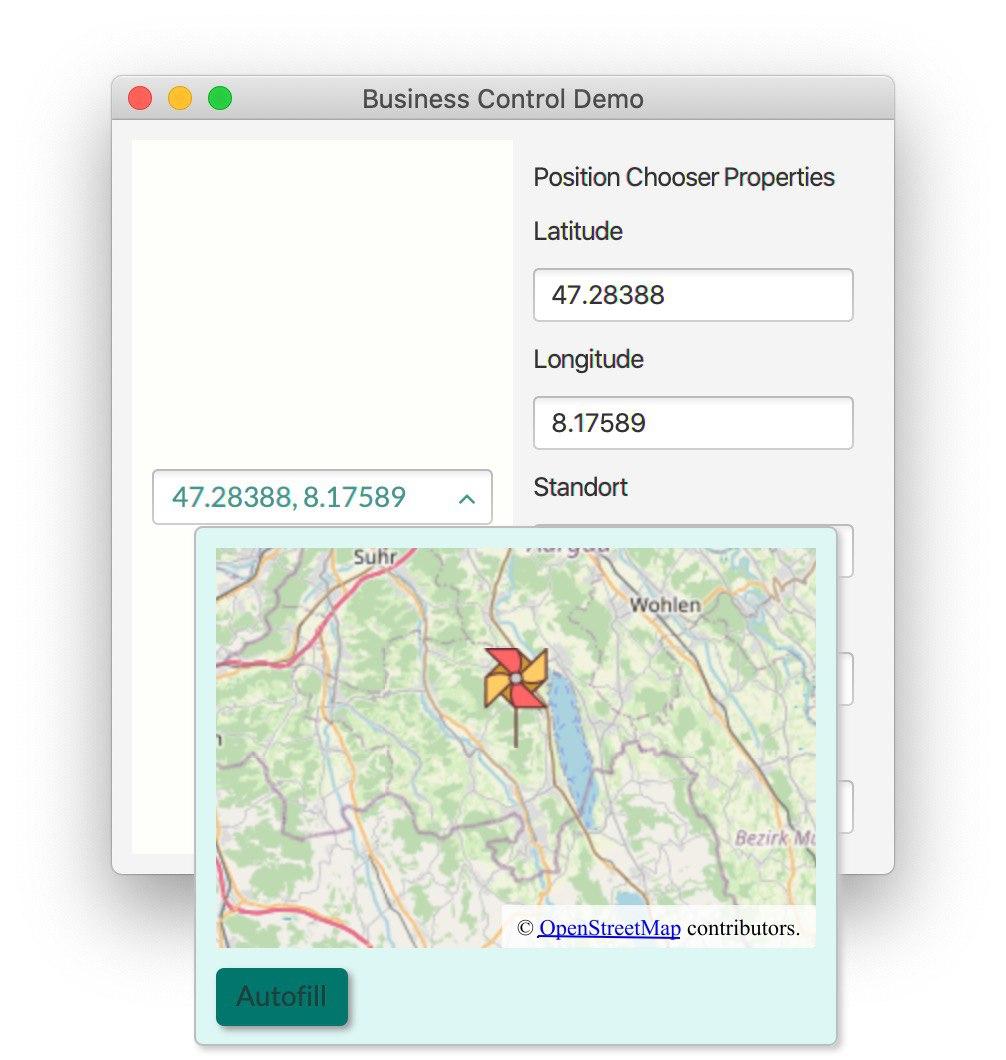 Business Control Demo
Position Chooser Properties
Latitude
47.28388
Longitude
8.17589
47.28388, 8.17589
Standort
Suhr
Aargau
Wohlen
Bezirk
© OpenStreetMap contributors.
Autofill